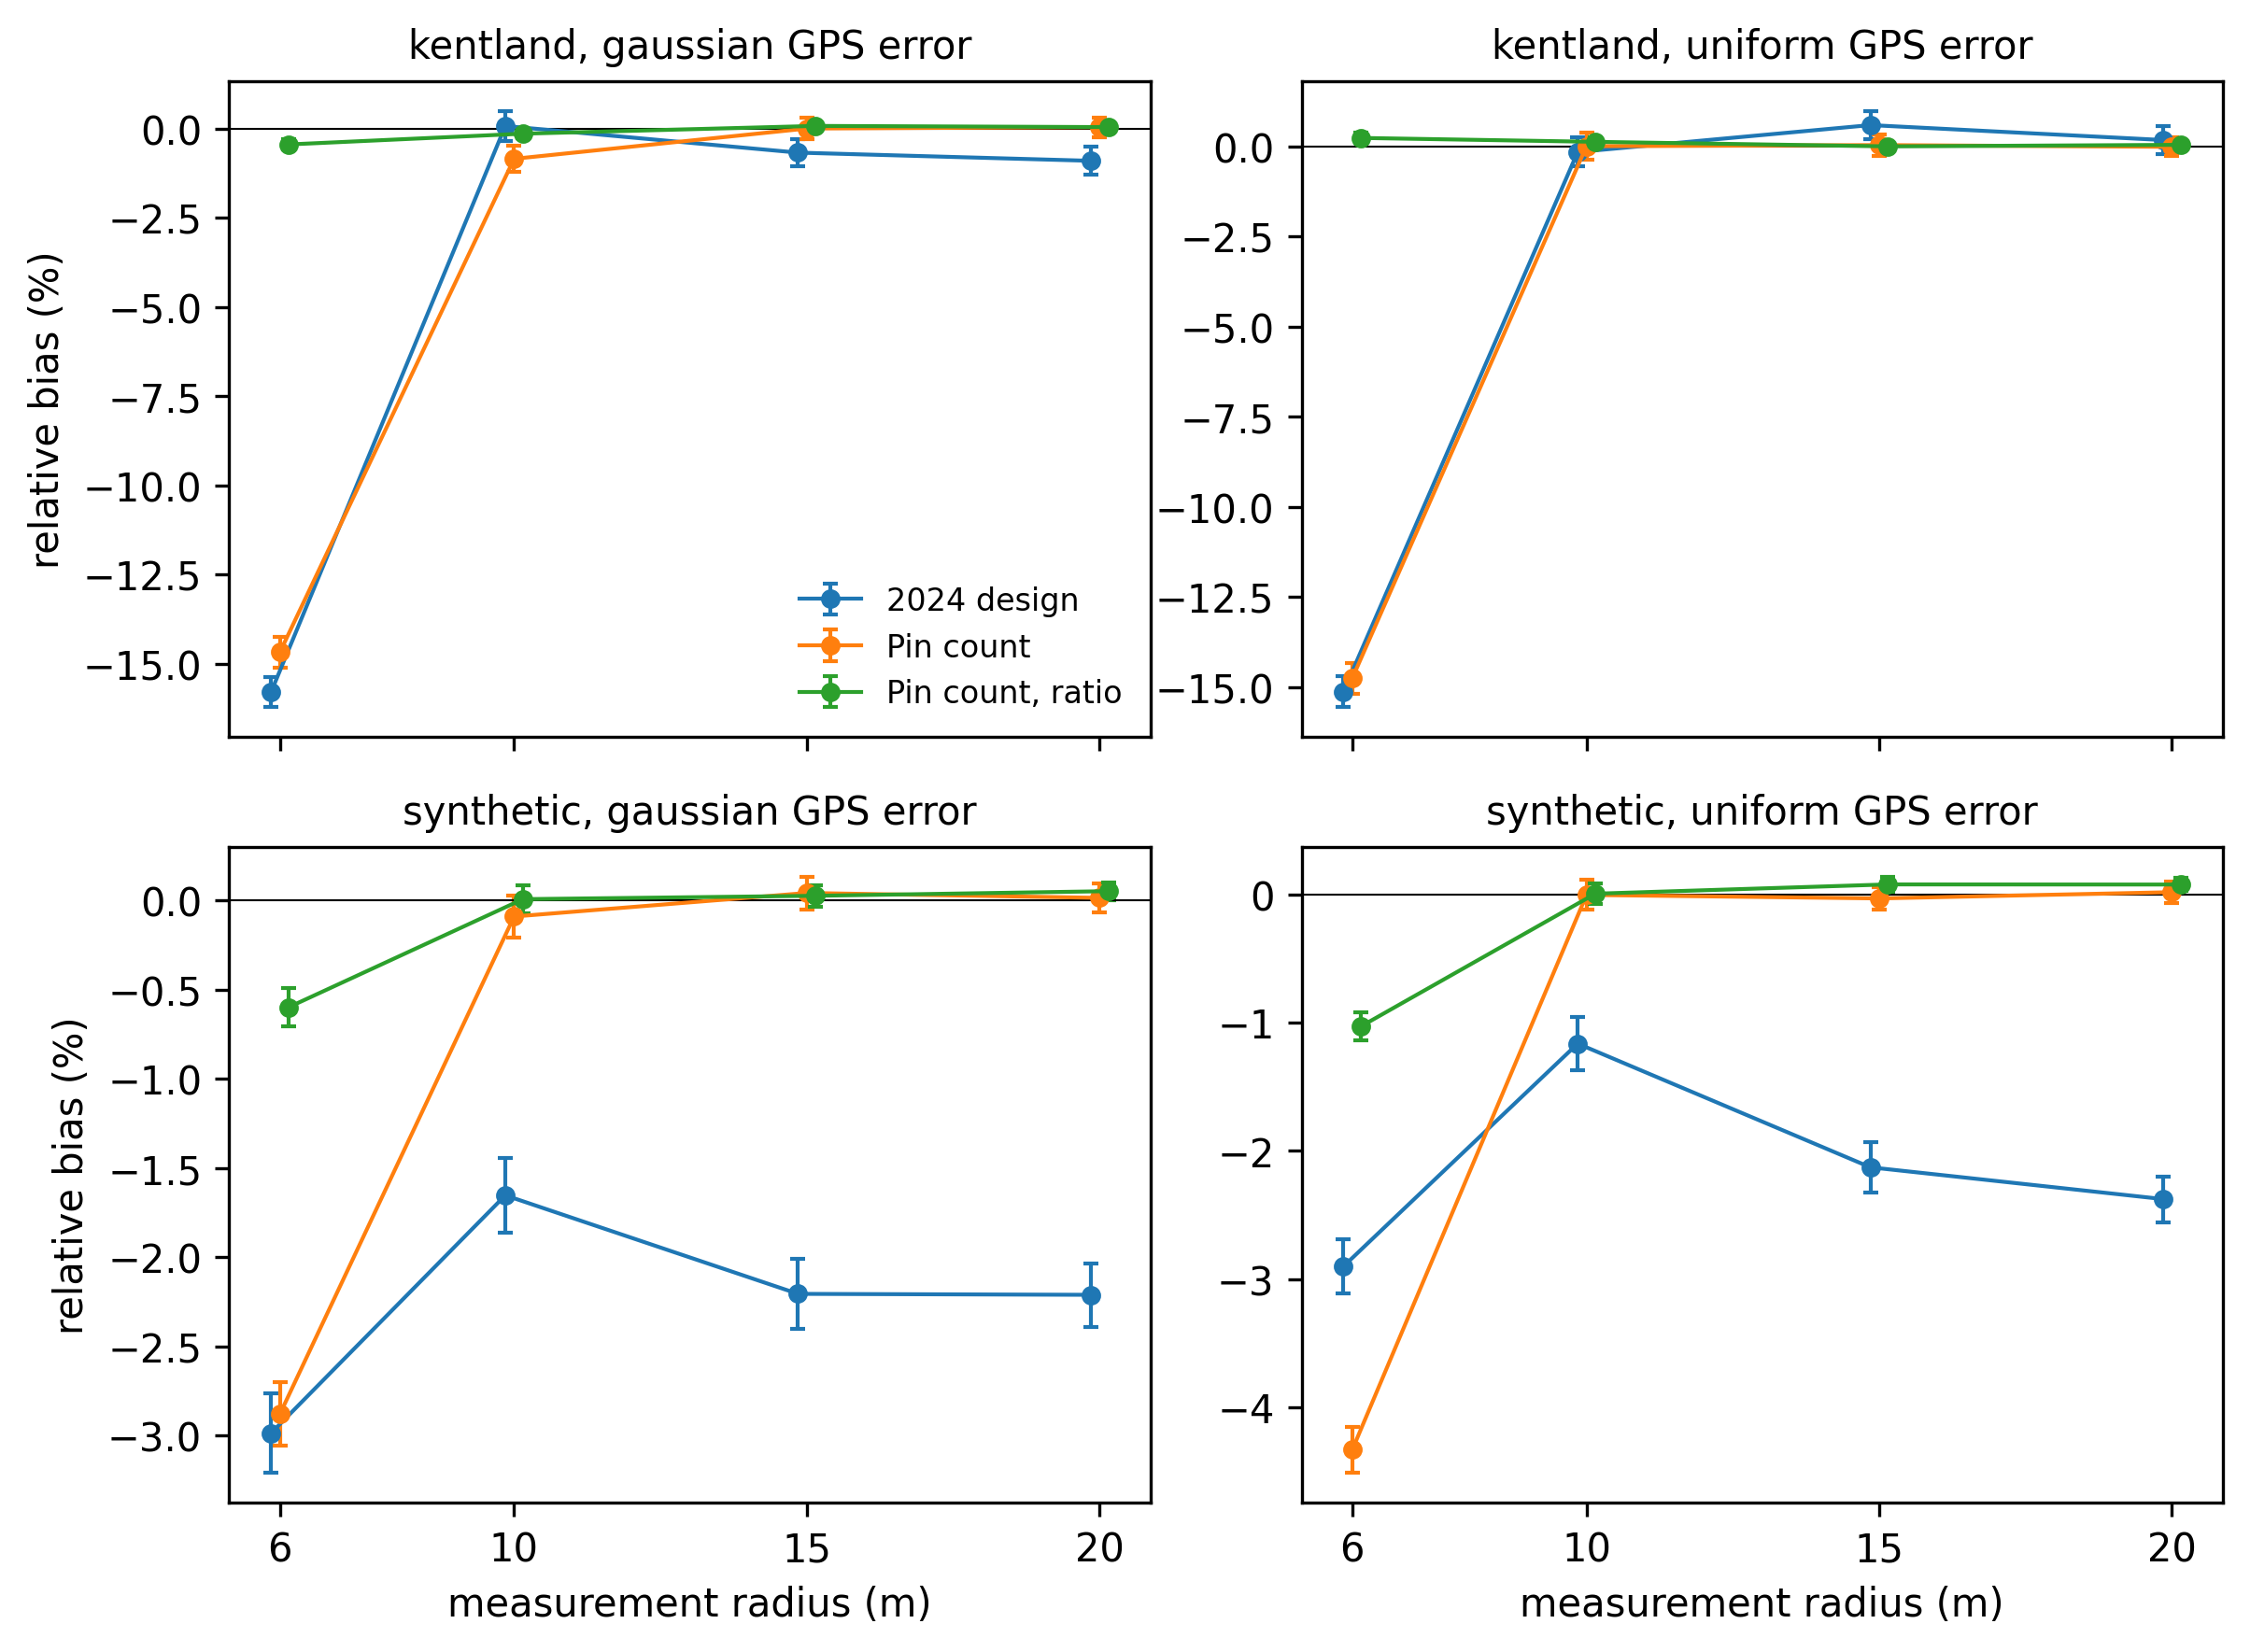 kentland, gaussian GPS error
kentland, uniform GPS error
relative bias (%)
0.0
−2.5
−5.0
−7.5
−10.0
−12.5
−15.0
2024 design
Pin count
Pin count, ratio
0.0
−2.5
−5.0
−7.5
−10.0
−12.5
−15.0
synthetic, gaussian GPS error
synthetic, uniform GPS error
relative bias (%)
0.0
−0.5
−1.0
−1.5
−2.0
−2.5
−3.0
6 10 15 20
measurement radius (m)
0
−1
−2
−3
−4
6 10 15 20
measurement radius (m)